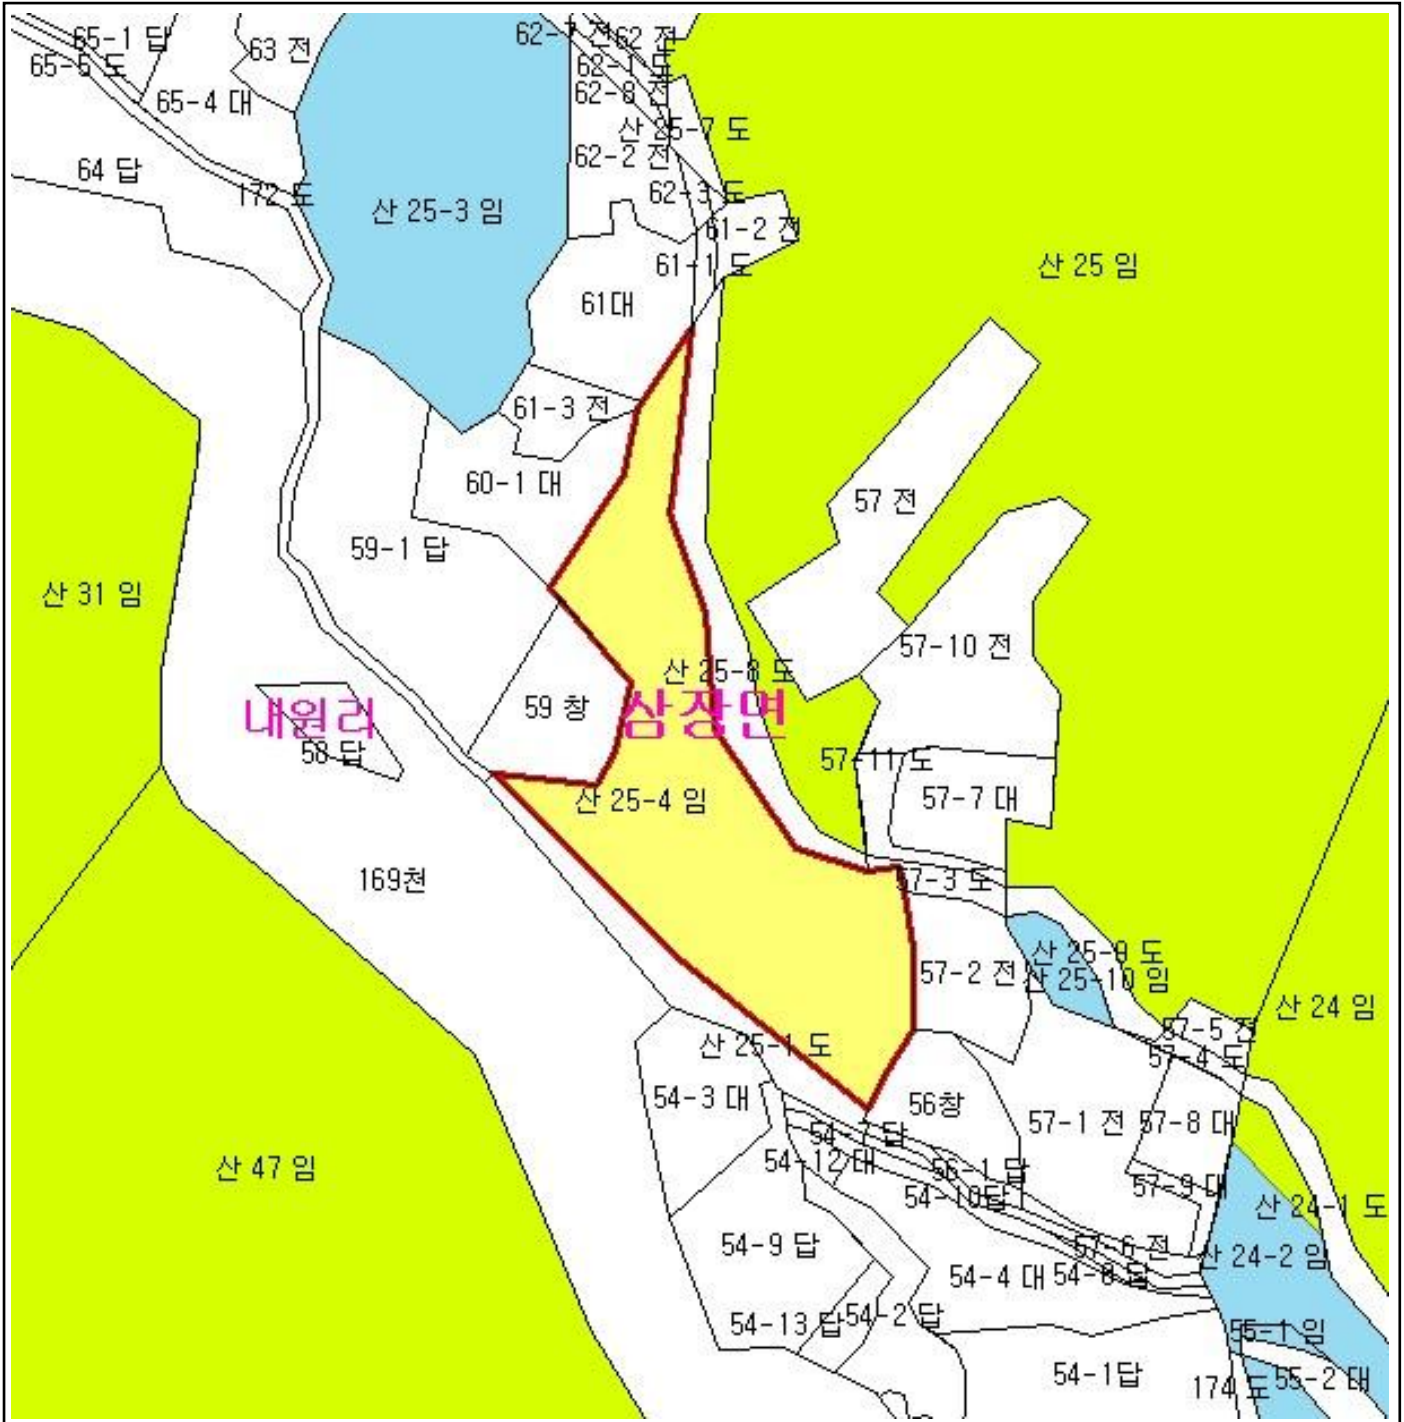 65-1 답
62-7 전
62 전
63 전
65-5 도
62-1 도
62-8 전
65-4 대
산 25-7 도
62-2 전
64 답
172 도
62-3 도
산 25-3 임
61-2 전
61-1 도
산 25 임
61대
61-3 전
60-1 대
57 전
59-1 답
산 31 임
57-10 전
산 25-8 도
59 창
삼장면
내원리
58 답
57-11 도
57-7 대
산 25-4 임
169천
57-3 도
산 25-9 도
57-2 전
산 25-10 임
산 24 임
57-5 전
산 25-1 도
57-4 도
54-3 대
56창
57-1 전
57-8 대
54-7 답
54-12 대
산 47 임
56-1 답
57-9 대
54-10답
산 24-1 도
54-9 답
57-6 전
산 24-2 임
54-4 대
54-8 답
54-13 답
54-2 답
55-1 임
54-1답
174 도
55-2 대